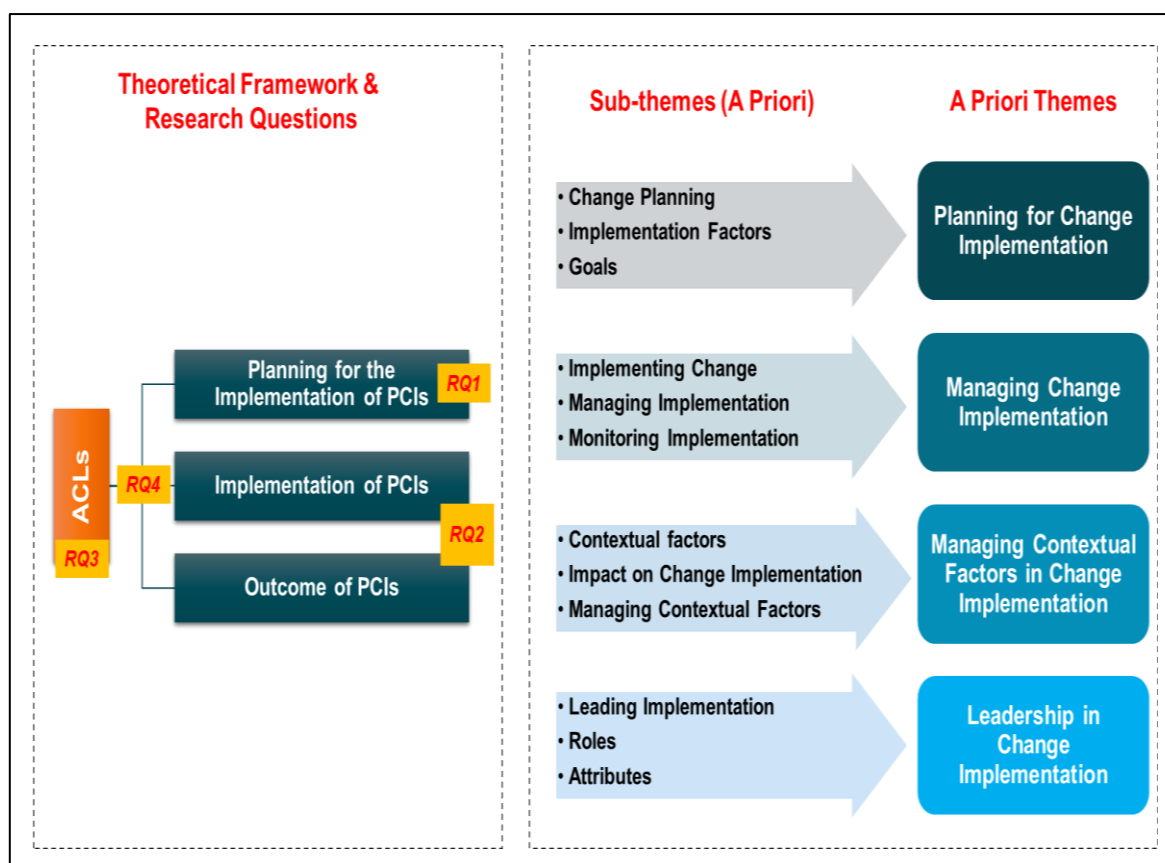 Theoretical Framework &
Research Questions
Planning for the
Implementation of PCIs
RQ1
ACLs
RQ4
Implementation of PCIs
RQ2
RQ3
Outcome of PCIs
Sub-themes (A Priori)
A Priori Themes
• Change Planning
• Implementation Factors
• Goals
Planning for Change
Implementation
• Implementing Change
• Managing Implementation
• Monitoring Implementation
Managing Change
Implementation
• Contextual factors
• Impact on Change Implementation
• Managing Contextual Factors
Managing Contextual
Factors in Change
Implementation
• Leading Implementation
• Roles
• Attributes
Leadership in
Change
Implementation